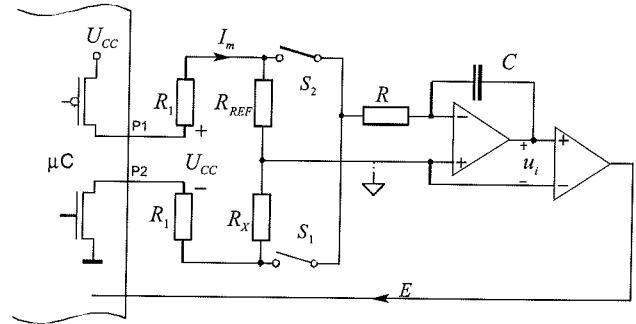 U_CC
I_m
S_2
C
R_1
+
R_REF
R
−
P1
μC
P2
U_CC
−
+
+
u_i
−
+
−
R_1
R_X
S_1
E